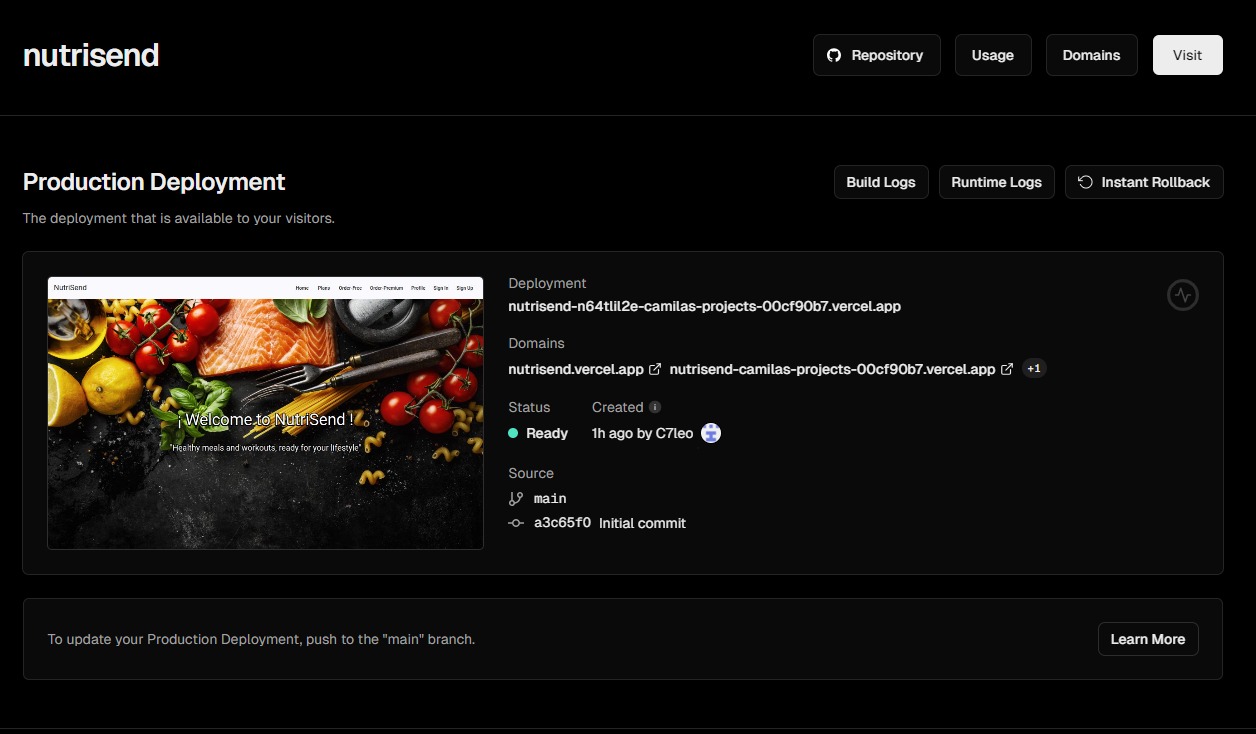 nutrisend
Repository
Usage
Domains
Visit
Production Deployment
Build Logs
Runtime Logs
Instant Rollback
The deployment that is available to your visitors.
NutriSend
Home Plans Order-Free Order-Premium Profile Sign In Sign Up
¡ Welcome to NutriSend !
"Healthy meals and workouts, ready for your lifestyle"
Deployment
nutrisend-n64tlil2e-camilas-projects-00cf90b7.vercel.app
Domains
nutrisend.vercel.app nutrisend-camilas-projects-00cf90b7.vercel.app +1
Status Created
Ready 1h ago by C7leo
Source
main
a3c65f0 Initial commit
To update your Production Deployment, push to the "main" branch.
Learn More